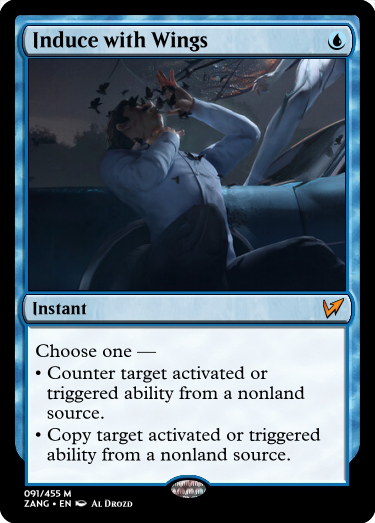 Induce with Wings
Instant
Choose one —
• Counter target activated or
triggered ability from a nonland
source.
• Copy target activated or triggered
ability from a nonland source.
091/455 M
ZANG • EN Al Drozd